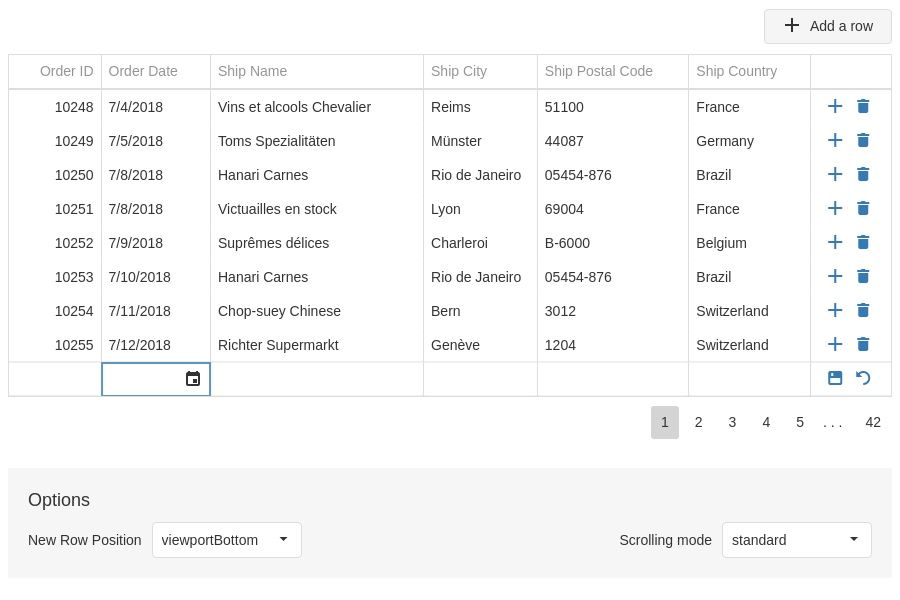 Add a row
Order ID Order Date Ship Name Ship City Ship Postal Code Ship Country
10248 7/4/2018 Vins et alcools Chevalier Reims 51100 France
10249 7/5/2018 Toms Spezialitäten Münster 44087 Germany
10250 7/8/2018 Hanari Carnes Rio de Janeiro 05454-876 Brazil
10251 7/8/2018 Victuailles en stock Lyon 69004 France
10252 7/9/2018 Suprêmes délices Charleroi B-6000 Belgium
10253 7/10/2018 Hanari Carnes Rio de Janeiro 05454-876 Brazil
10254 7/11/2018 Chop-suey Chinese Bern 3012 Switzerland
10255 7/12/2018 Richter Supermarkt Genève 1204 Switzerland
1 2 3 4 5 . . . 42
Options
New Row Position viewportBottom Scrolling mode standard